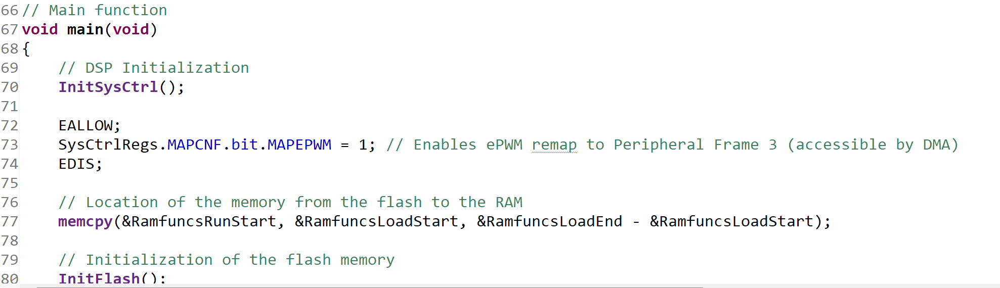 66 // Main function
67 void main(void)
68 {
69     // DSP Initialization
70     InitSysCtrl();
71
72     EALLOW;
73     SysCtrlRegs.MAPCNF.bit.MAPEPWM = 1; // Enables ePWM remap to Peripheral Frame 3 (accessible by DMA)
74     EDIS;
75
76     // Location of the memory from the flash to the RAM
77     memcpy(&RamfuncsRunStart, &RamfuncsLoadStart, &RamfuncsLoadEnd - &RamfuncsLoadStart);
78
79     // Initialization of the flash memory
80     InitFlash();